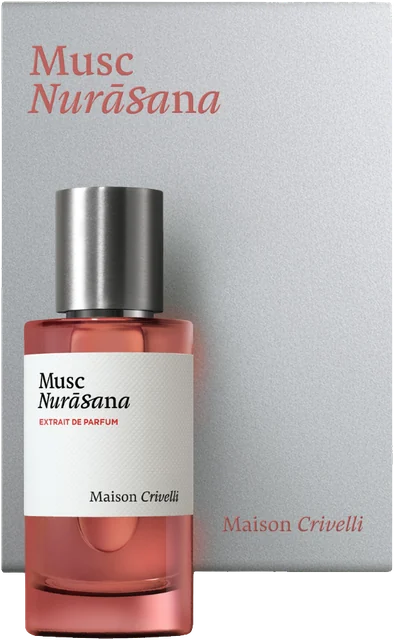 Musc
Nurāsana
Maison Crivelli
Musc
Nurāsana
EXTRAIT DE PARFUM
Maison Crivelli